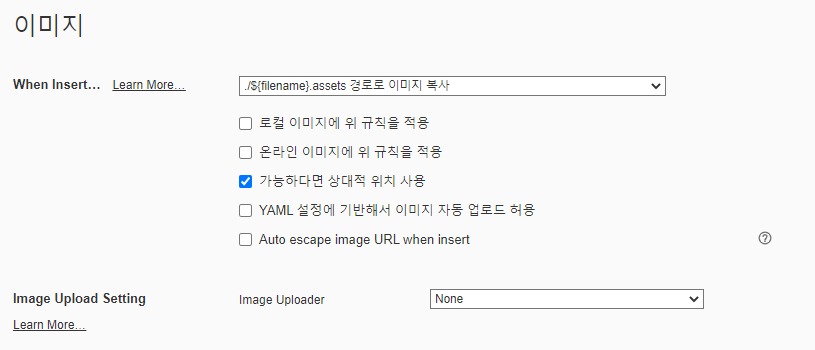 이미지
When Insert... Learn More... ./${filename}.assets 경로로 이미지 복사
로컬 이미지에 위 규칙을 적용
온라인 이미지에 위 규칙을 적용
가능하다면 상대적 위치 사용
YAML 설정에 기반해서 이미지 자동 업로드 허용
Auto escape image URL when insert
Image Upload Setting Image Uploader None
Learn More...